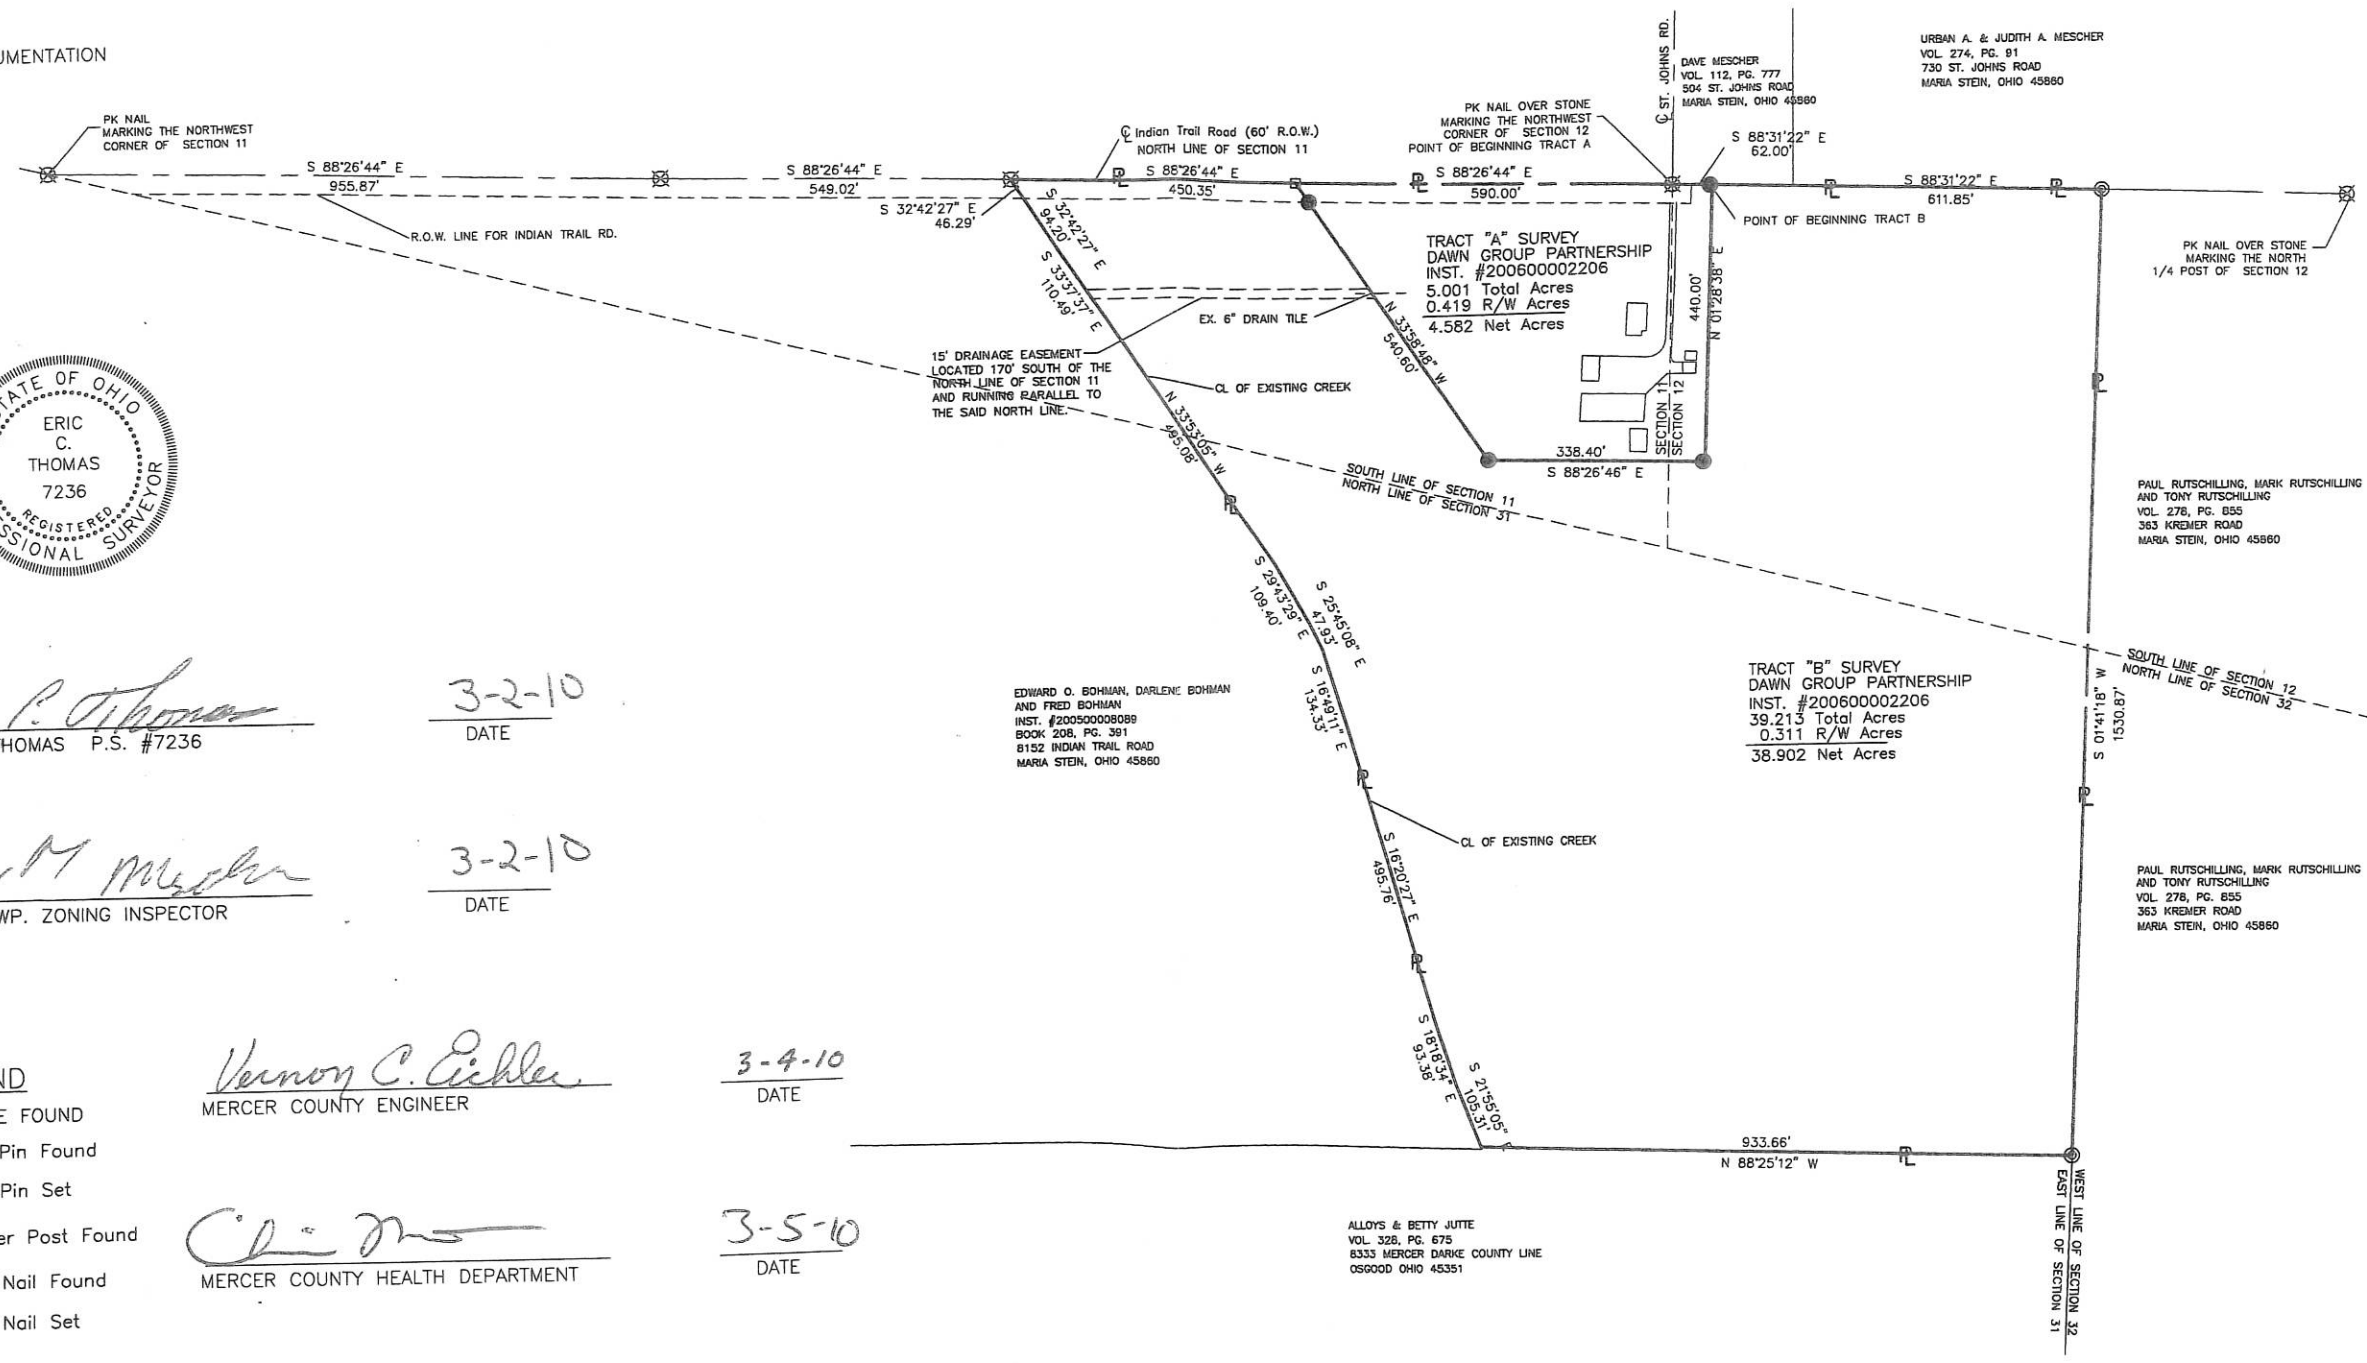 UMENTATION
PK NAIL
MARKING THE NORTHWEST
CORNER OF SECTION 11
S 88°26'44" E
955.87'
S 88°26'44" E
549.02'
℄ Indian Trail Road (60' R.O.W.)
NORTH LINE OF SECTION 11
S 88°26'44" E
450.35'
PK NAIL OVER STONE
MARKING THE NORTHWEST
CORNER OF SECTION 12
POINT OF BEGINNING TRACT A
S 88°26'44" E
590.00'
℄ ST. JOHNS RD.
DAVE MESCHER
VOL. 112, PG. 777
504 ST. JOHNS ROAD
MARIA STEIN, OHIO 45860
URBAN A. & JUDITH A. MESCHER
VOL. 274, PG. 91
730 ST. JOHNS ROAD
MARIA STEIN, OHIO 45860
S 88°31'22" E
62.00'
S 88°31'22" E
611.85'
POINT OF BEGINNING TRACT B
PK NAIL OVER STONE
MARKING THE NORTH
1/4 POST OF SECTION 12
R.O.W. LINE FOR INDIAN TRAIL RD.
S 32°42'27" E
46.29'
S 32°42'27" E
94.20'
S 33°37'37" E
110.49'
TRACT "A" SURVEY
DAWN GROUP PARTNERSHIP
INST. #200600002206
5.001 Total Acres
0.419 R/W Acres
4.582 Net Acres
440.00'
N 01°28'38" E
EX. 6" DRAIN TILE
N 33°58'48" W
540.60'
15' DRAINAGE EASEMENT
LOCATED 170' SOUTH OF THE
NORTH LINE OF SECTION 11
AND RUNNING PARALLEL TO
THE SAID NORTH LINE.
CL OF EXISTING CREEK
N 33°53'05" W
495.08'
SECTION 11
SECTION 12
338.40'
S 88°26'46" E
SOUTH LINE OF SECTION 11
NORTH LINE OF SECTION 31
STATE OF OHIO
ERIC
C.
THOMAS
7236
REGISTERED
SSIONAL SURVEYOR
PAUL RUTSCHILLING, MARK RUTSCHILLING
AND TONY RUTSCHILLING
VOL. 278, PG. 855
363 KREMER ROAD
MARIA STEIN, OHIO 45860
S 29°43'29" E
109.40'
S 25°45'08" E
47.93'
S 16°49'11" E
134.33'
EDWARD O. BOHMAN, DARLENE BOHMAN
AND FRED BOHMAN
INST. #200500008089
BOOK 208, PG. 391
8152 INDIAN TRAIL ROAD
MARIA STEIN, OHIO 45860
TRACT "B" SURVEY
DAWN GROUP PARTNERSHIP
INST. #200600002206
39.213 Total Acres
0.311 R/W Acres
38.902 Net Acres
S 01°41'18" W
1530.87'
SOUTH LINE OF SECTION 12
NORTH LINE OF SECTION 32
C. Thomas
3-2-10
HOMAS P.S. #7236
DATE
3-2-10
WP. ZONING INSPECTOR
DATE
CL OF EXISTING CREEK
S 16°20'27" E
495.76'
PAUL RUTSCHILLING, MARK RUTSCHILLING
AND TONY RUTSCHILLING
VOL. 278, PG. 855
363 KREMER ROAD
MARIA STEIN, OHIO 45860
S 18°18'34" E
93.38'
S 21°55'05" E
105.31'
933.66'
N 88°25'12" W
WEST LINE OF SECTION 32
EAST LINE OF SECTION 31
ND
E FOUND
Pin Found
Pin Set
er Post Found
Nail Found
Nail Set
Vernon C. Eichler
3-4-10
MERCER COUNTY ENGINEER
DATE
3-5-10
MERCER COUNTY HEALTH DEPARTMENT
DATE
ALLOYS & BETTY JUTTE
VOL. 328, PG. 675
8333 MERCER DARKE COUNTY LINE
OSGOOD OHIO 45351